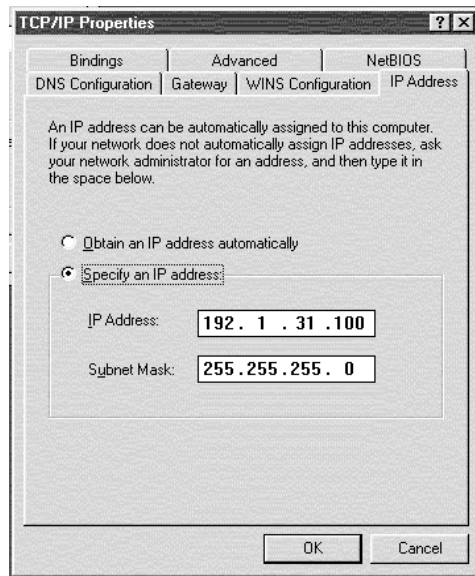 TCP/IP Properties
Bindings Advanced NetBIOS
DNS Configuration Gateway WINS Configuration IP Address
An IP address can be automatically assigned to this computer.
If your network does not automatically assign IP addresses, ask
your network administrator for an address, and then type it in
the space below.
Obtain an IP address automatically
Specify an IP address:
IP Address: 192. 1 . 31 .100
Subnet Mask: 255.255.255. 0
OK Cancel